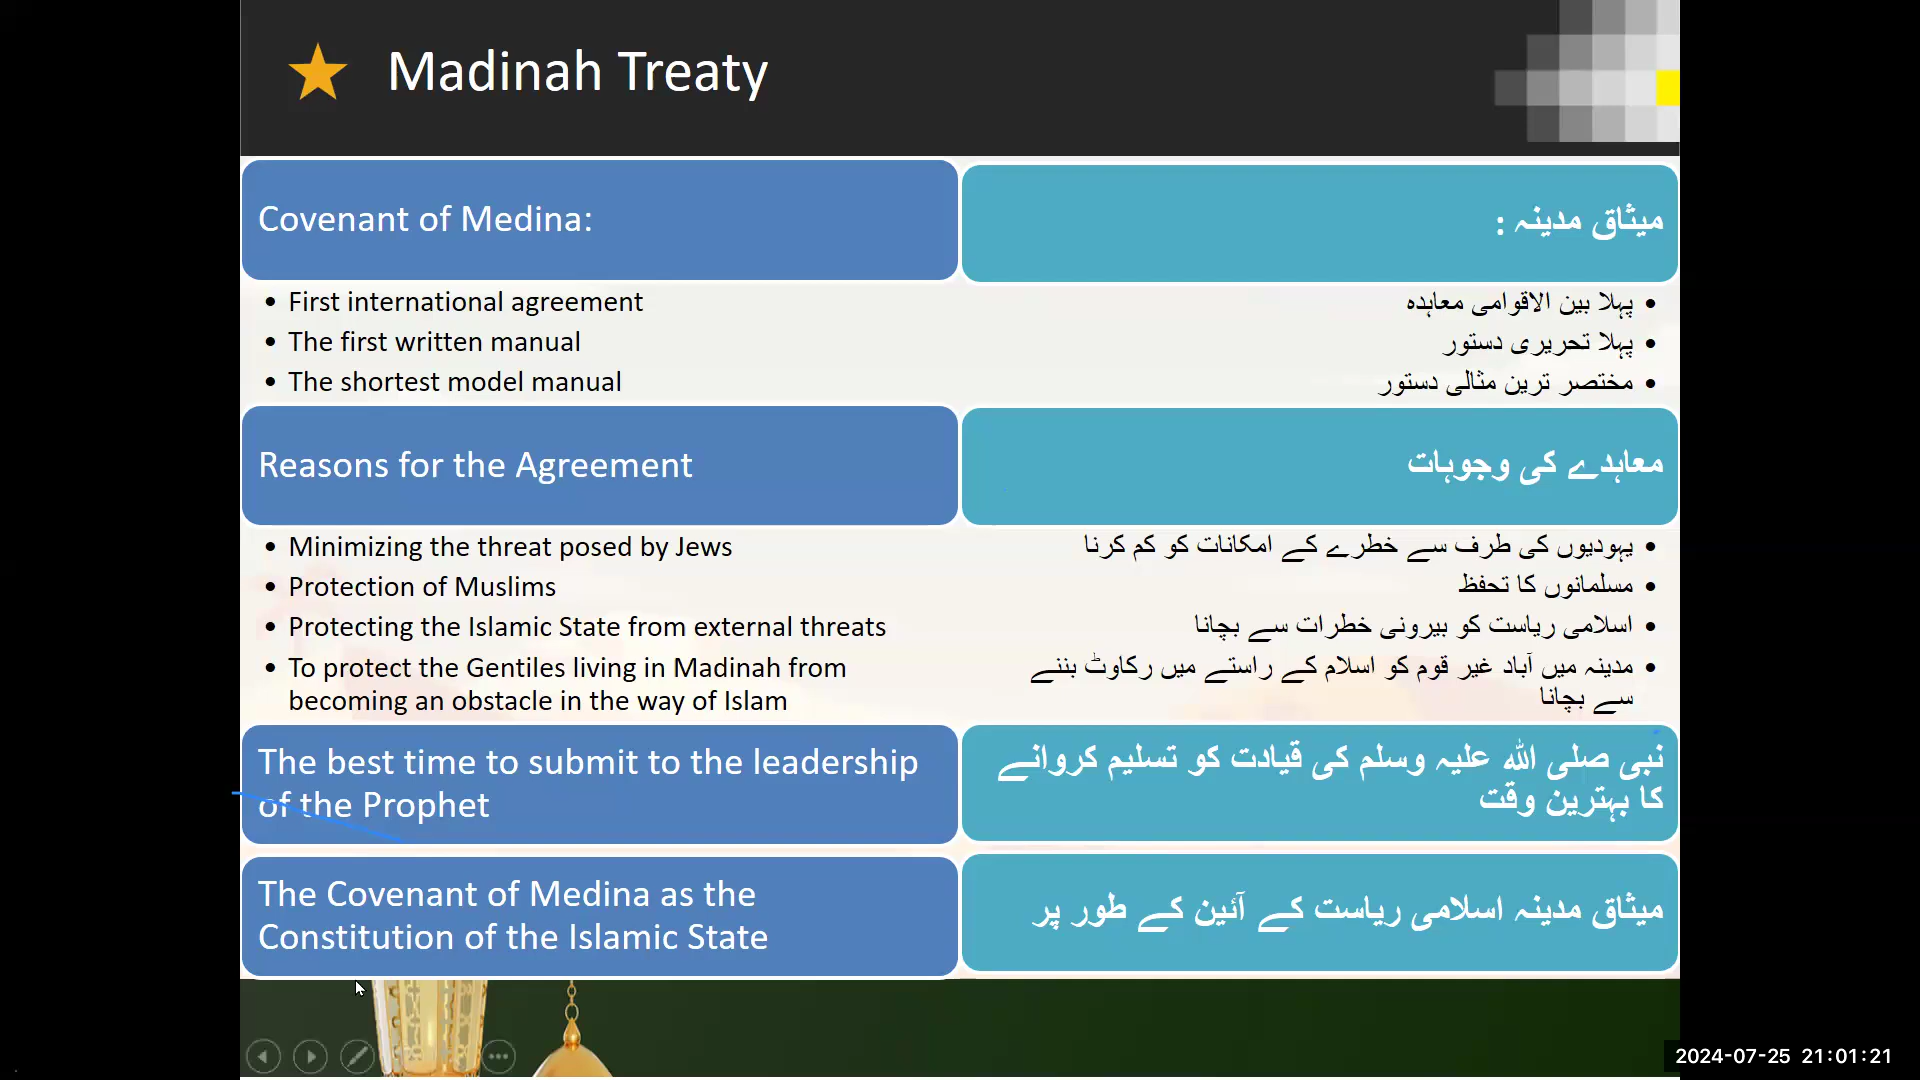 Madinah Treaty
Covenant of Medina:
• First international agreement
• The first written manual
• The shortest model manual
Reasons for the Agreement
• Minimizing the threat posed by Jews
• Protection of Muslims
• Protecting the Islamic State from external threats
• To protect the Gentiles living in Madinah from
becoming an obstacle in the way of Islam
The best time to submit to the leadership
of the Prophet
The Covenant of Medina as the
Constitution of the Islamic State
میثاق مدینہ :
• پہلا بین الاقوامی معاہدہ
• پہلا تحریری دستور
• مختصر ترین مثالی دستور
معاہدے کی وجوہات
• یہودیوں کی طرف سے خطرے کے امکانات کو کم کرنا
• مسلمانوں کا تحفظ
• اسلامی ریاست کو بیرونی خطرات سے بچانا
• مدینہ میں آباد غیر قوم کو اسلام کے راستے میں رکاوٹ بننے
سے بچانا
نبی صلی اللہ علیہ وسلم کی قیادت کو تسلیم کروانے
کا بہترین وقت
میثاق مدینہ اسلامی ریاست کے آئین کے طور پر
2024-07-25 21:01:21